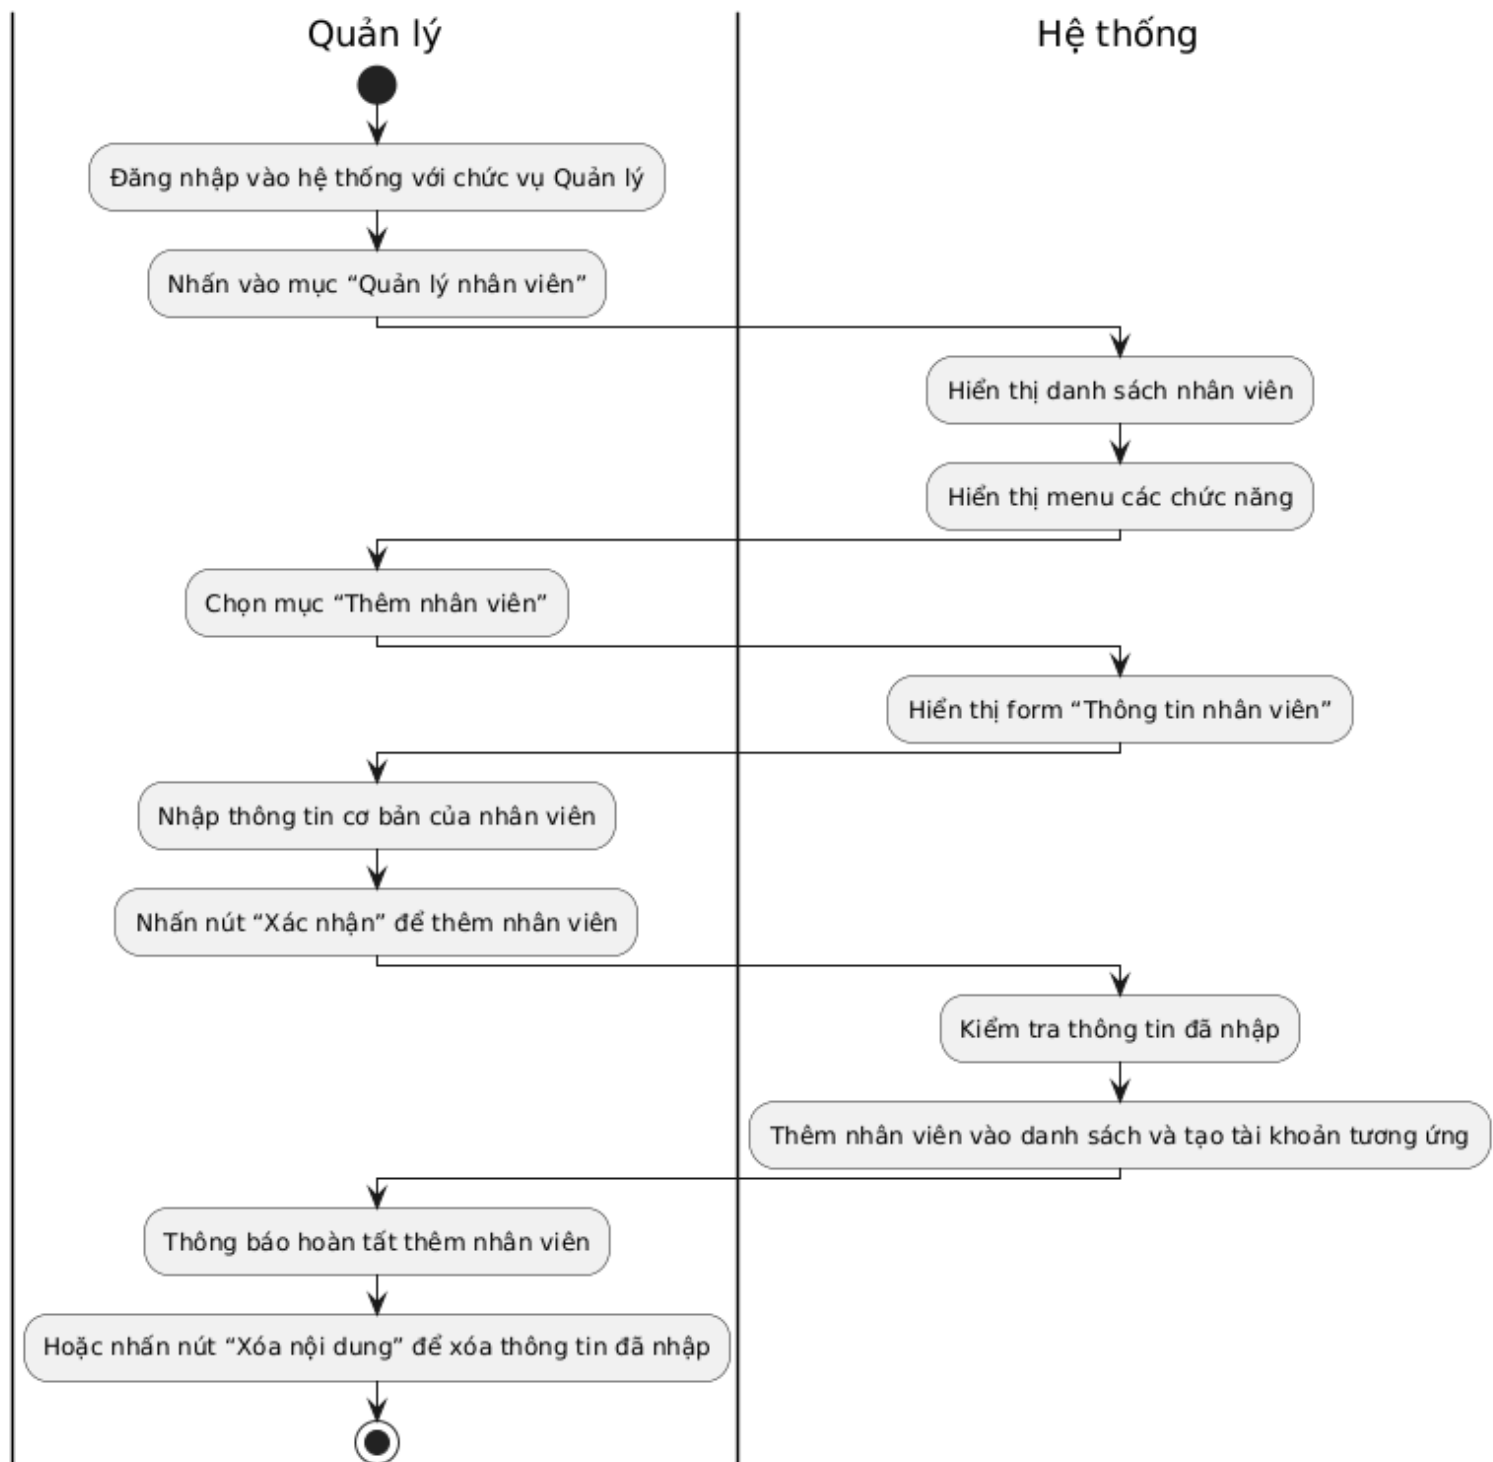 Quản lý
Hệ thống
Đăng nhập vào hệ thống với chức vụ Quản lý
Nhấn vào mục “Quản lý nhân viên”
Hiển thị danh sách nhân viên
Hiển thị menu các chức năng
Chọn mục “Thêm nhân viên”
Hiển thị form “Thông tin nhân viên”
Nhập thông tin cơ bản của nhân viên
Nhấn nút “Xác nhận” để thêm nhân viên
Kiểm tra thông tin đã nhập
Thêm nhân viên vào danh sách và tạo tài khoản tương ứng
Thông báo hoàn tất thêm nhân viên
Hoặc nhấn nút “Xóa nội dung” để xóa thông tin đã nhập